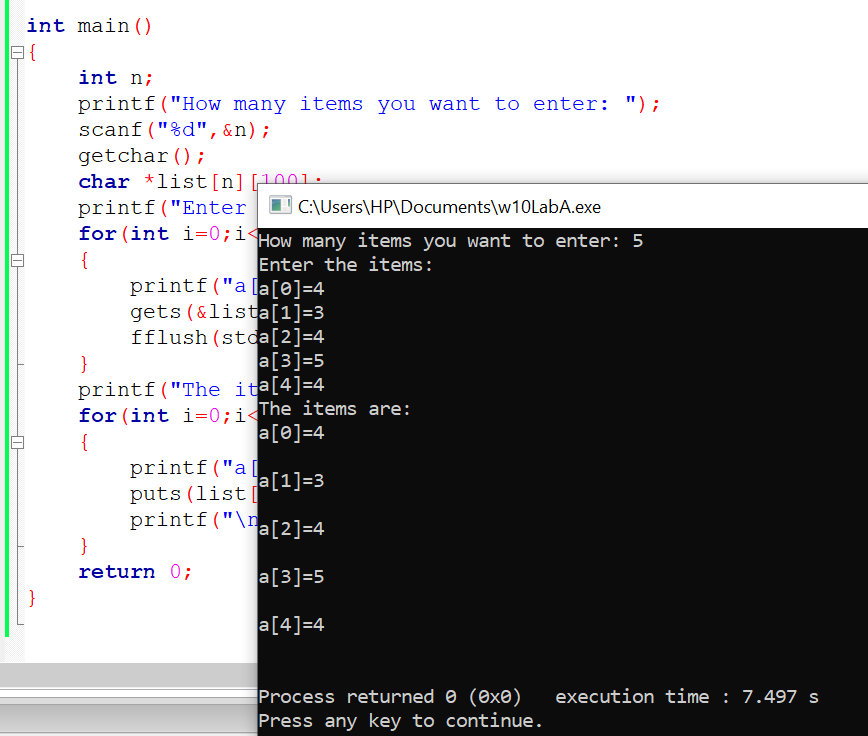 int main()
{
int n;
printf("How many items you want to enter: ");
scanf("%d",&n);
getchar();
char *list[n][100];
printf("Enter
for(int i=0;i<
{
printf("a[
gets(&list
fflush(std
}
printf("The it
for(int i=0;i<
{
printf("a[
puts(list[
printf("\n
}
return 0;
}
C:\Users\HP\Documents\w10LabA.exe
How many items you want to enter: 5
Enter the items:
a[0]=4
a[1]=3
a[2]=4
a[3]=5
a[4]=4
The items are:
a[0]=4
a[1]=3
a[2]=4
a[3]=5
a[4]=4
Process returned 0 (0x0)   execution time : 7.497 s
Press any key to continue.